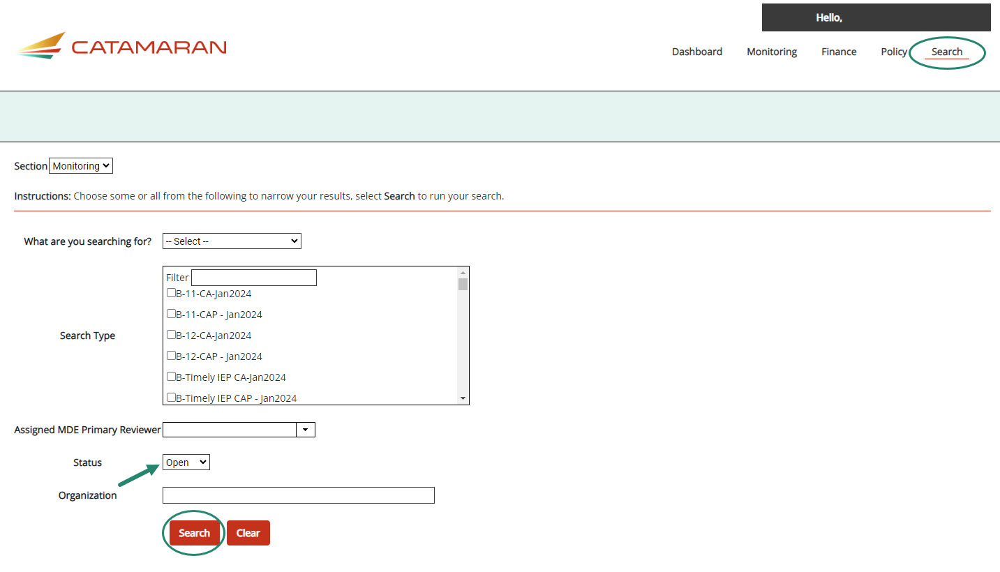 Hello,
CATAMARAN
Dashboard Monitoring Finance Policy Search
Section Monitoring
Instructions: Choose some or all from the following to narrow your results, select Search to run your search.
What are you searching for? -- Select --
Filter
B-11-CA-Jan2024
B-11-CAP - Jan2024
Search Type
B-12-CA-Jan2024
B-12-CAP - Jan2024
B-Timely IEP CA-Jan2024
B-Timely IEP CAP - Jan2024
Assigned MDE Primary Reviewer
Status Open
Organization
Search Clear